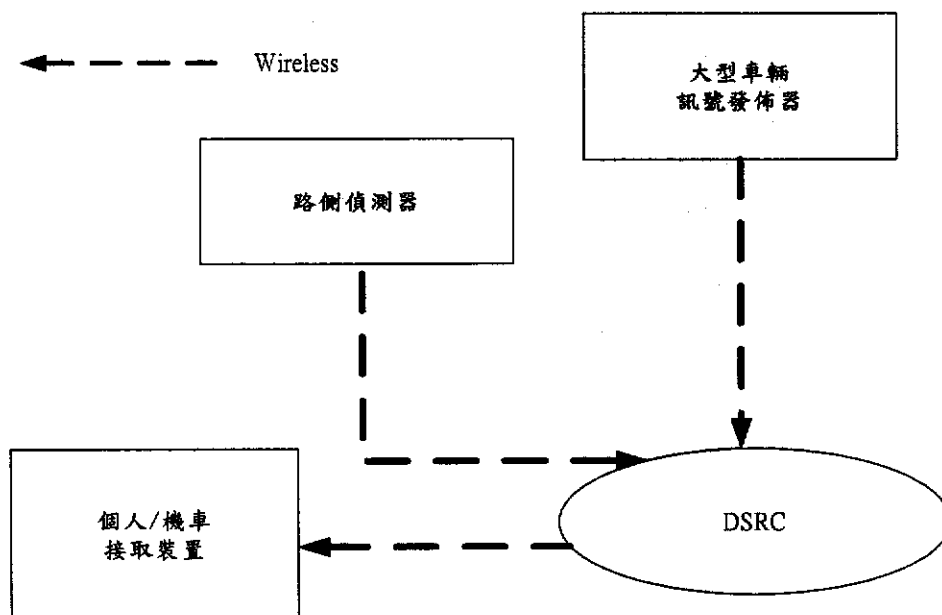 Wireless
大型車輛
訊號發佈器
路側偵測器
個人/機車
接取裝置
DSRC